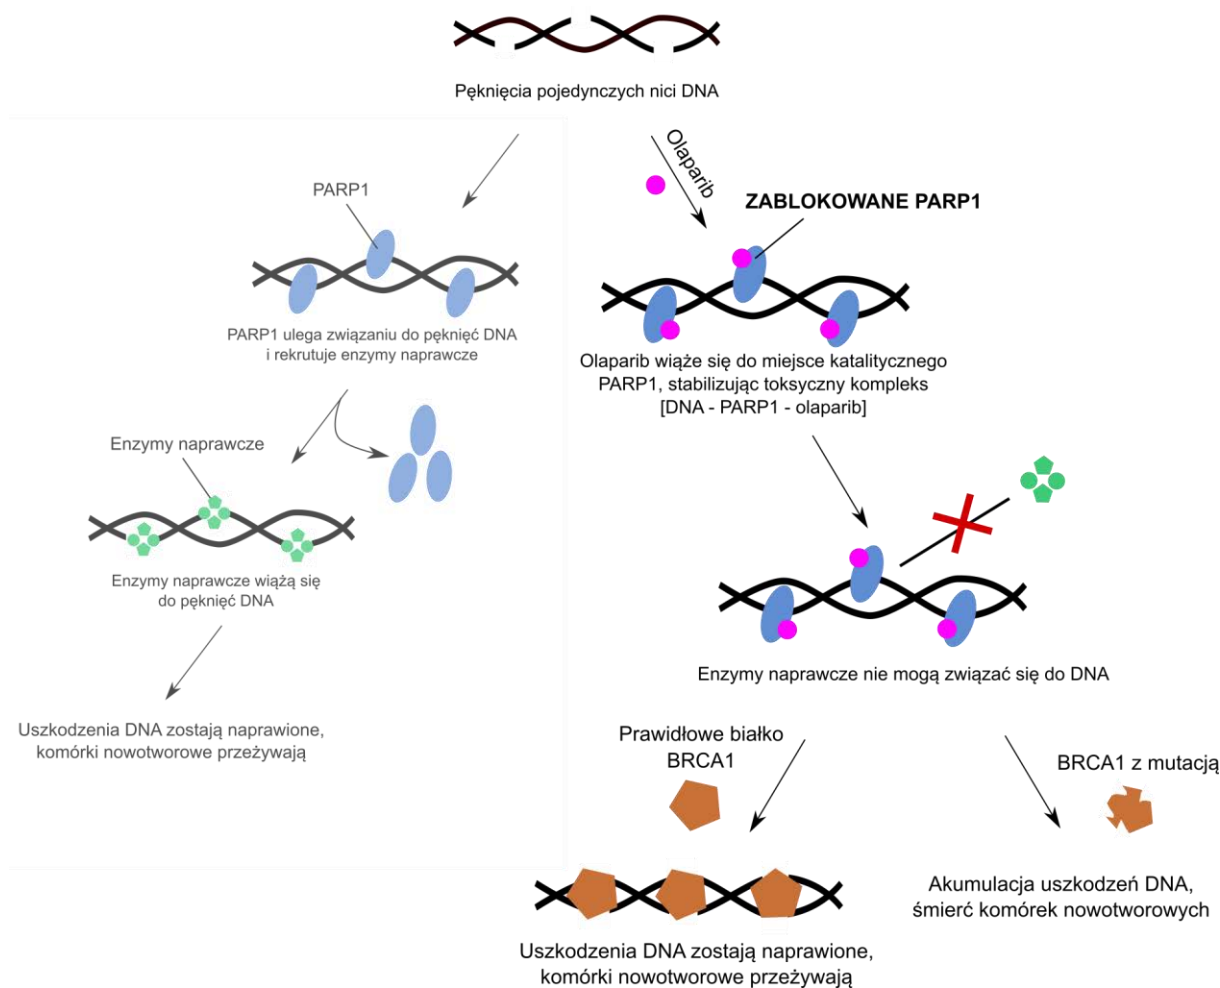 Pęknięcia pojedynczych nici DNA
PARP1
PARP1 ulega związaniu do pęknięć DNA
i rekrutuje enzymy naprawcze
Enzymy naprawcze
Enzymy naprawcze wiążą się
do pęknięć DNA
Uszkodzenia DNA zostają naprawione,
komórki nowotworowe przeżywają
Olaparib
ZABLOKOWANE PARP1
Olaparib wiąże się do miejsce katalitycznego
PARP1, stabilizując toksyczny kompleks
[DNA - PARP1 - olaparib]
Enzymy naprawcze nie mogą związać się do DNA
Prawidłowe białko
BRCA1
Uszkodzenia DNA zostają naprawione,
komórki nowotworowe przeżywają
BRCA1 z mutacją
Akumulacja uszkodzeń DNA,
śmierć komórek nowotworowych